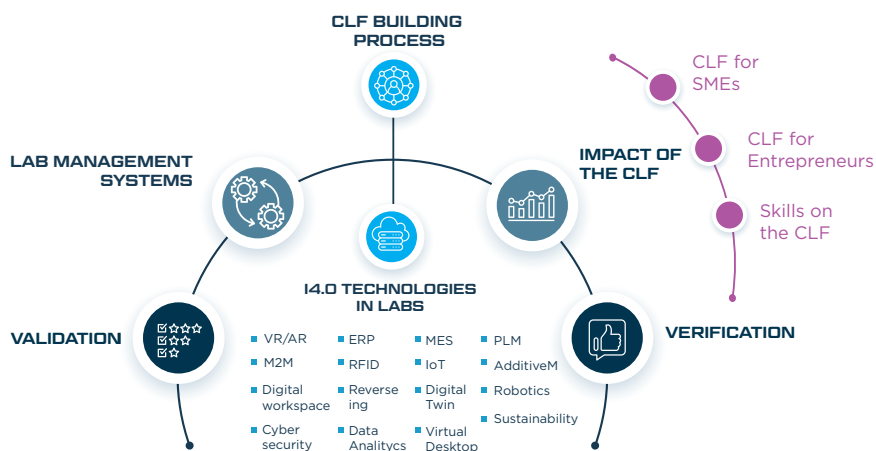 CLF BUILDING
PROCESS
CLF for
SMEs
LAB MANAGEMENT
SYSTEMS
IMPACT OF
THE CLF
CLF for
Entrepreneurs
Skills on
the CLF
I4.0 TECHNOLOGIES
IN LABS
VALIDATION
VERIFICATION
VR/AR
M2M
Digital
workspace
Cyber
security
ERP
RFID
Reverse
ing
Data
Analitycs
MES
IoT
Digital
Twin
Virtual
Desktop
PLM
AdditiveM
Robotics
Sustainability